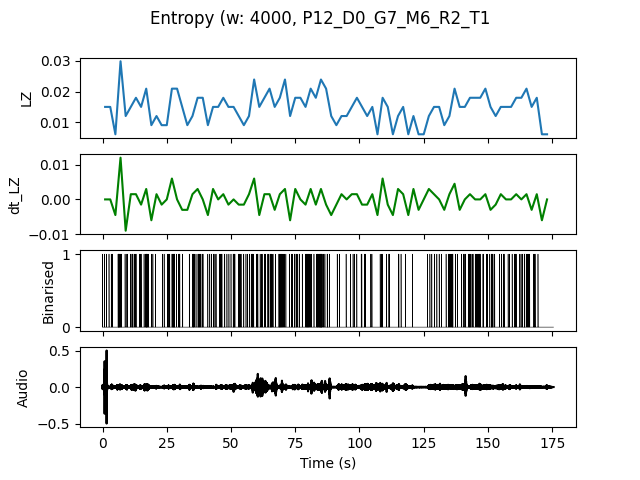 Entropy (w: 4000, P12_D0_G7_M6_R2_T1
0.03
0.02
0.01
LZ
0.01
0.00
−0.01
dt_LZ
1
0
Binarised
0.5
0.0
−0.5
Audio
0 25 50 75 100 125 150 175
Time (s)